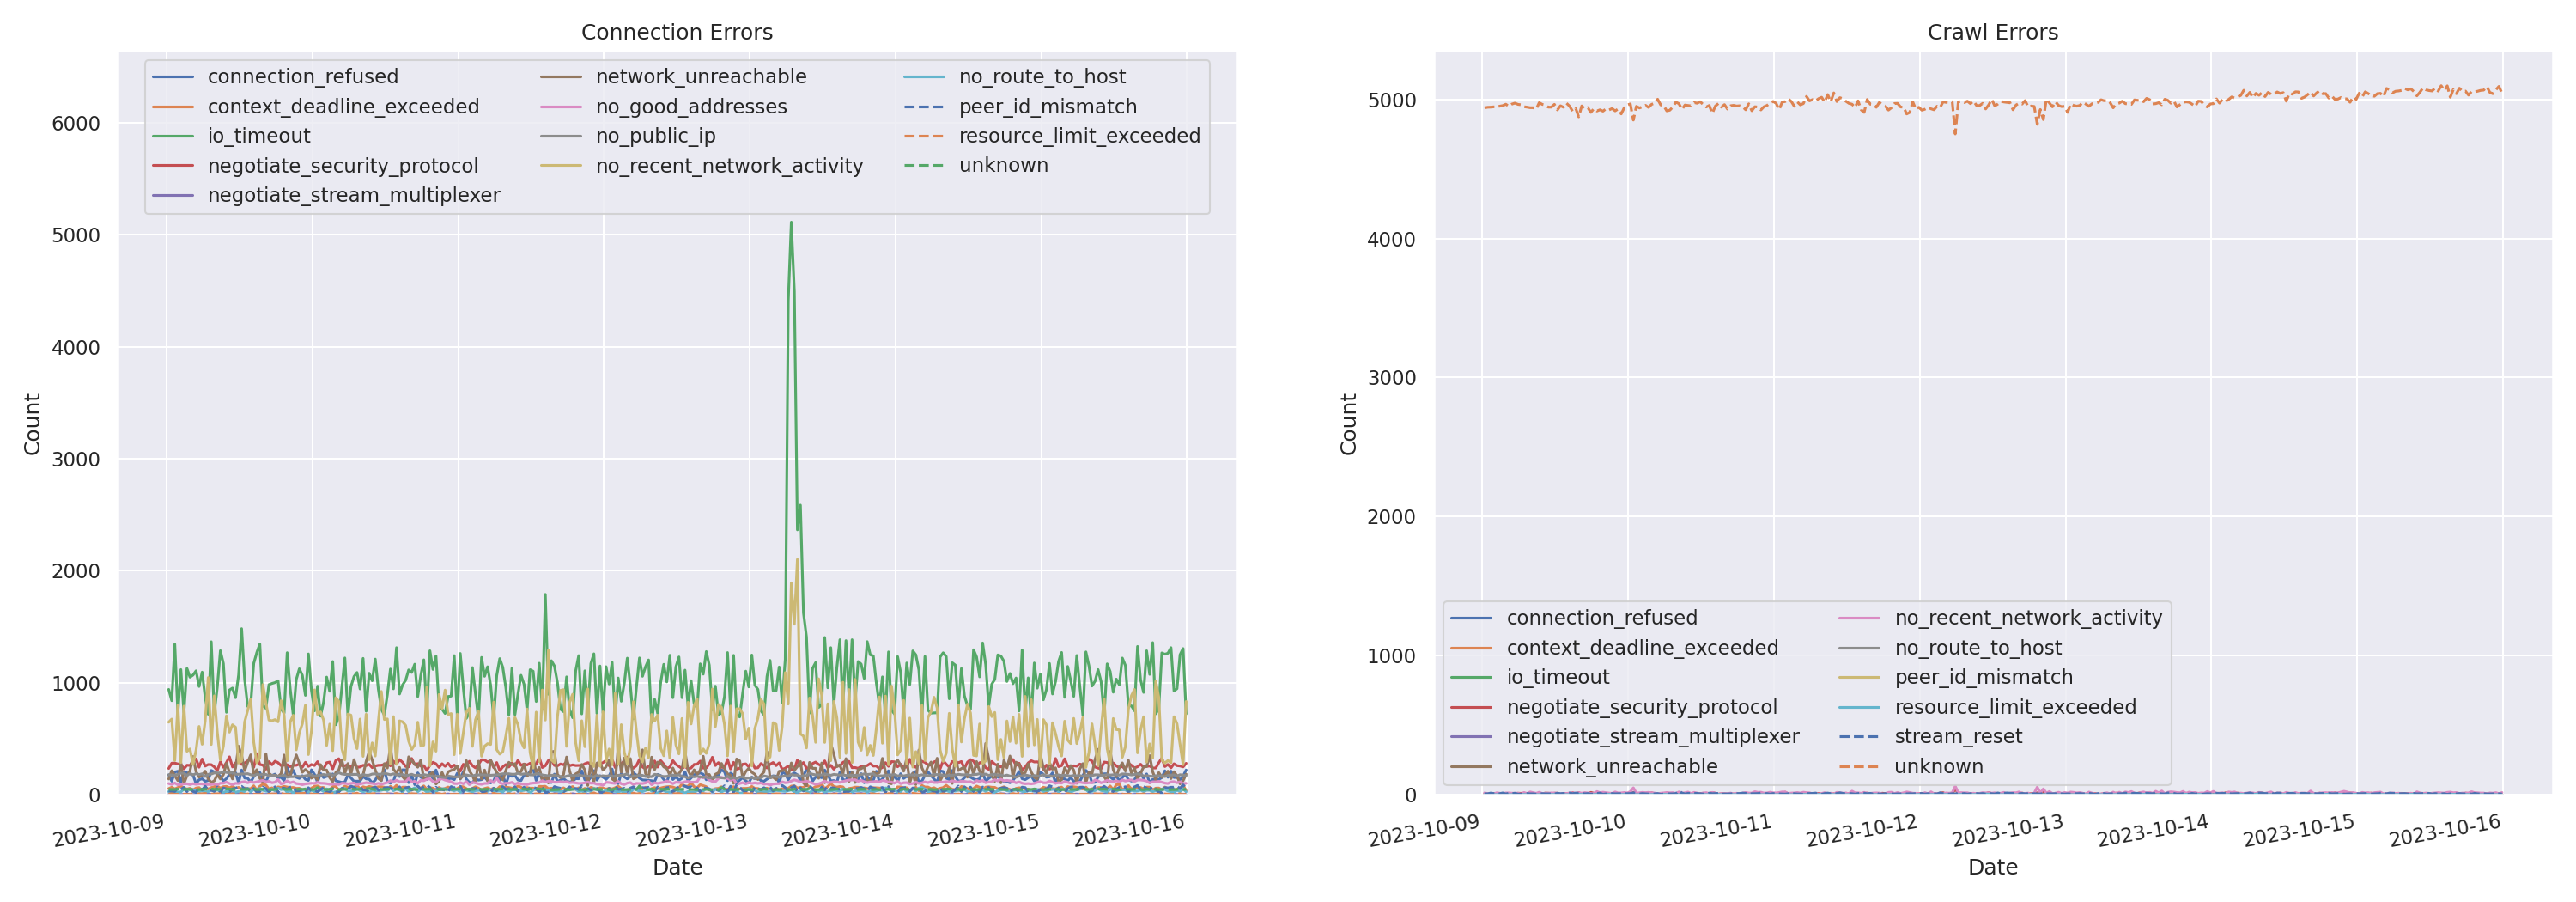 Connection Errors
connection_refused
context_deadline_exceeded
io_timeout
negotiate_security_protocol
negotiate_stream_multiplexer
network_unreachable
no_good_addresses
no_public_ip
no_recent_network_activity
no_route_to_host
peer_id_mismatch
resource_limit_exceeded
unknown
Count
6000
5000
4000
3000
2000
1000
0
2023-10-09
2023-10-10
2023-10-11
2023-10-12
2023-10-13
2023-10-14
2023-10-15
2023-10-16
Date
Crawl Errors
Count
5000
4000
3000
2000
1000
0
connection_refused
context_deadline_exceeded
io_timeout
negotiate_security_protocol
negotiate_stream_multiplexer
network_unreachable
no_recent_network_activity
no_route_to_host
peer_id_mismatch
resource_limit_exceeded
stream_reset
unknown
2023-10-09
2023-10-10
2023-10-11
2023-10-12
2023-10-13
2023-10-14
2023-10-15
2023-10-16
Date